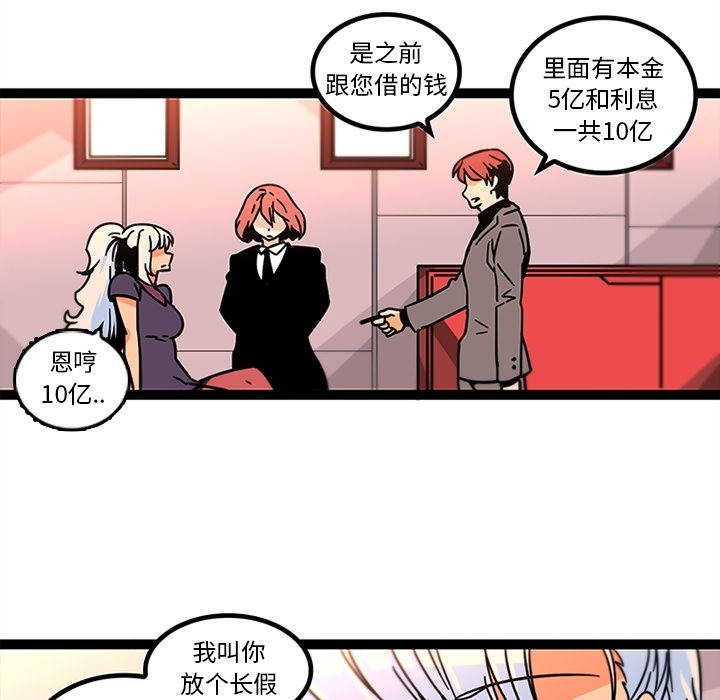 是之前
跟您借的钱
里面有本金
5亿和利息
一共10亿
恩哼
10亿..
我叫你
放个长假